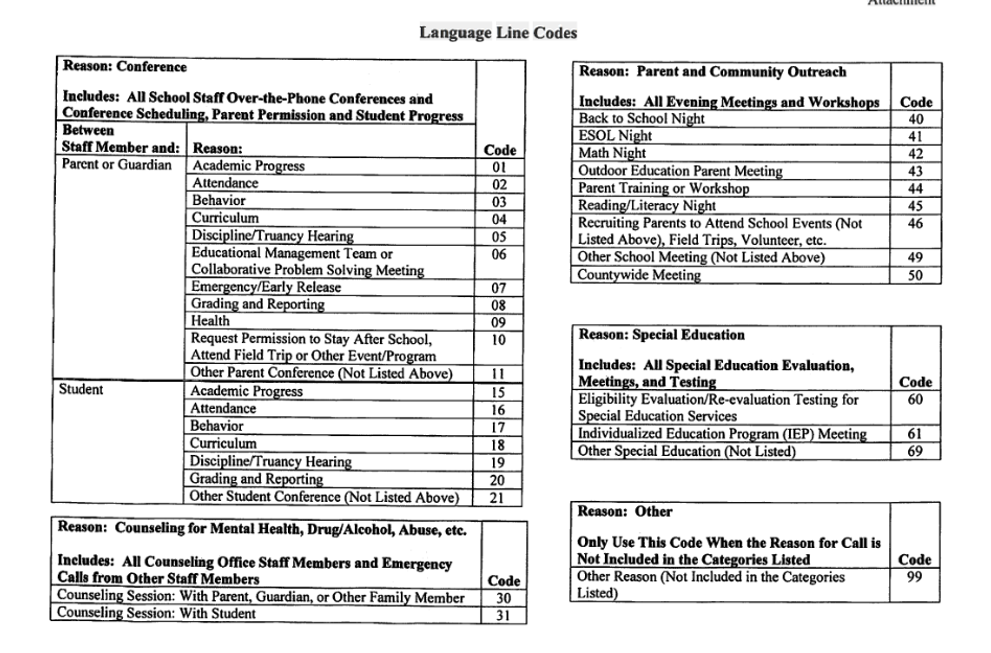 Attachment
Language Line Codes
Reason: Conference
Includes: All School Staff Over-the-Phone Conferences and
Conference Scheduling, Parent Permission and Student Progress
Between
Staff Member and: Reason: Code
Parent or Guardian Academic Progress 01
Attendance 02
Behavior 03
Curriculum 04
Discipline/Truancy Hearing 05
Educational Management Team or 06
Collaborative Problem Solving Meeting
Emergency/Early Release 07
Grading and Reporting 08
Health 09
Request Permission to Stay After School, 10
Attend Field Trip or Other Event/Program
Other Parent Conference (Not Listed Above) 11
Student Academic Progress 15
Attendance 16
Behavior 17
Curriculum 18
Discipline/Truancy Hearing 19
Grading and Reporting 20
Other Student Conference (Not Listed Above) 21
Reason: Counseling for Mental Health, Drug/Alcohol, Abuse, etc.
Includes: All Counseling Office Staff Members and Emergency
Calls from Other Staff Members Code
Counseling Session: With Parent, Guardian, or Other Family Member 30
Counseling Session: With Student 31
Reason: Parent and Community Outreach
Includes: All Evening Meetings and Workshops Code
Back to School Night 40
ESOL Night 41
Math Night 42
Outdoor Education Parent Meeting 43
Parent Training or Workshop 44
Reading/Literacy Night 45
Recruiting Parents to Attend School Events (Not 46
Listed Above), Field Trips, Volunteer, etc.
Other School Meeting (Not Listed Above) 49
Countywide Meeting 50
Reason: Special Education
Includes: All Special Education Evaluation,
Meetings, and Testing Code
Eligibility Evaluation/Re-evaluation Testing for 60
Special Education Services
Individualized Education Program (IEP) Meeting 61
Other Special Education (Not Listed) 69
Reason: Other
Only Use This Code When the Reason for Call is
Not Included in the Categories Listed Code
Other Reason (Not Included in the Categories 99
Listed)